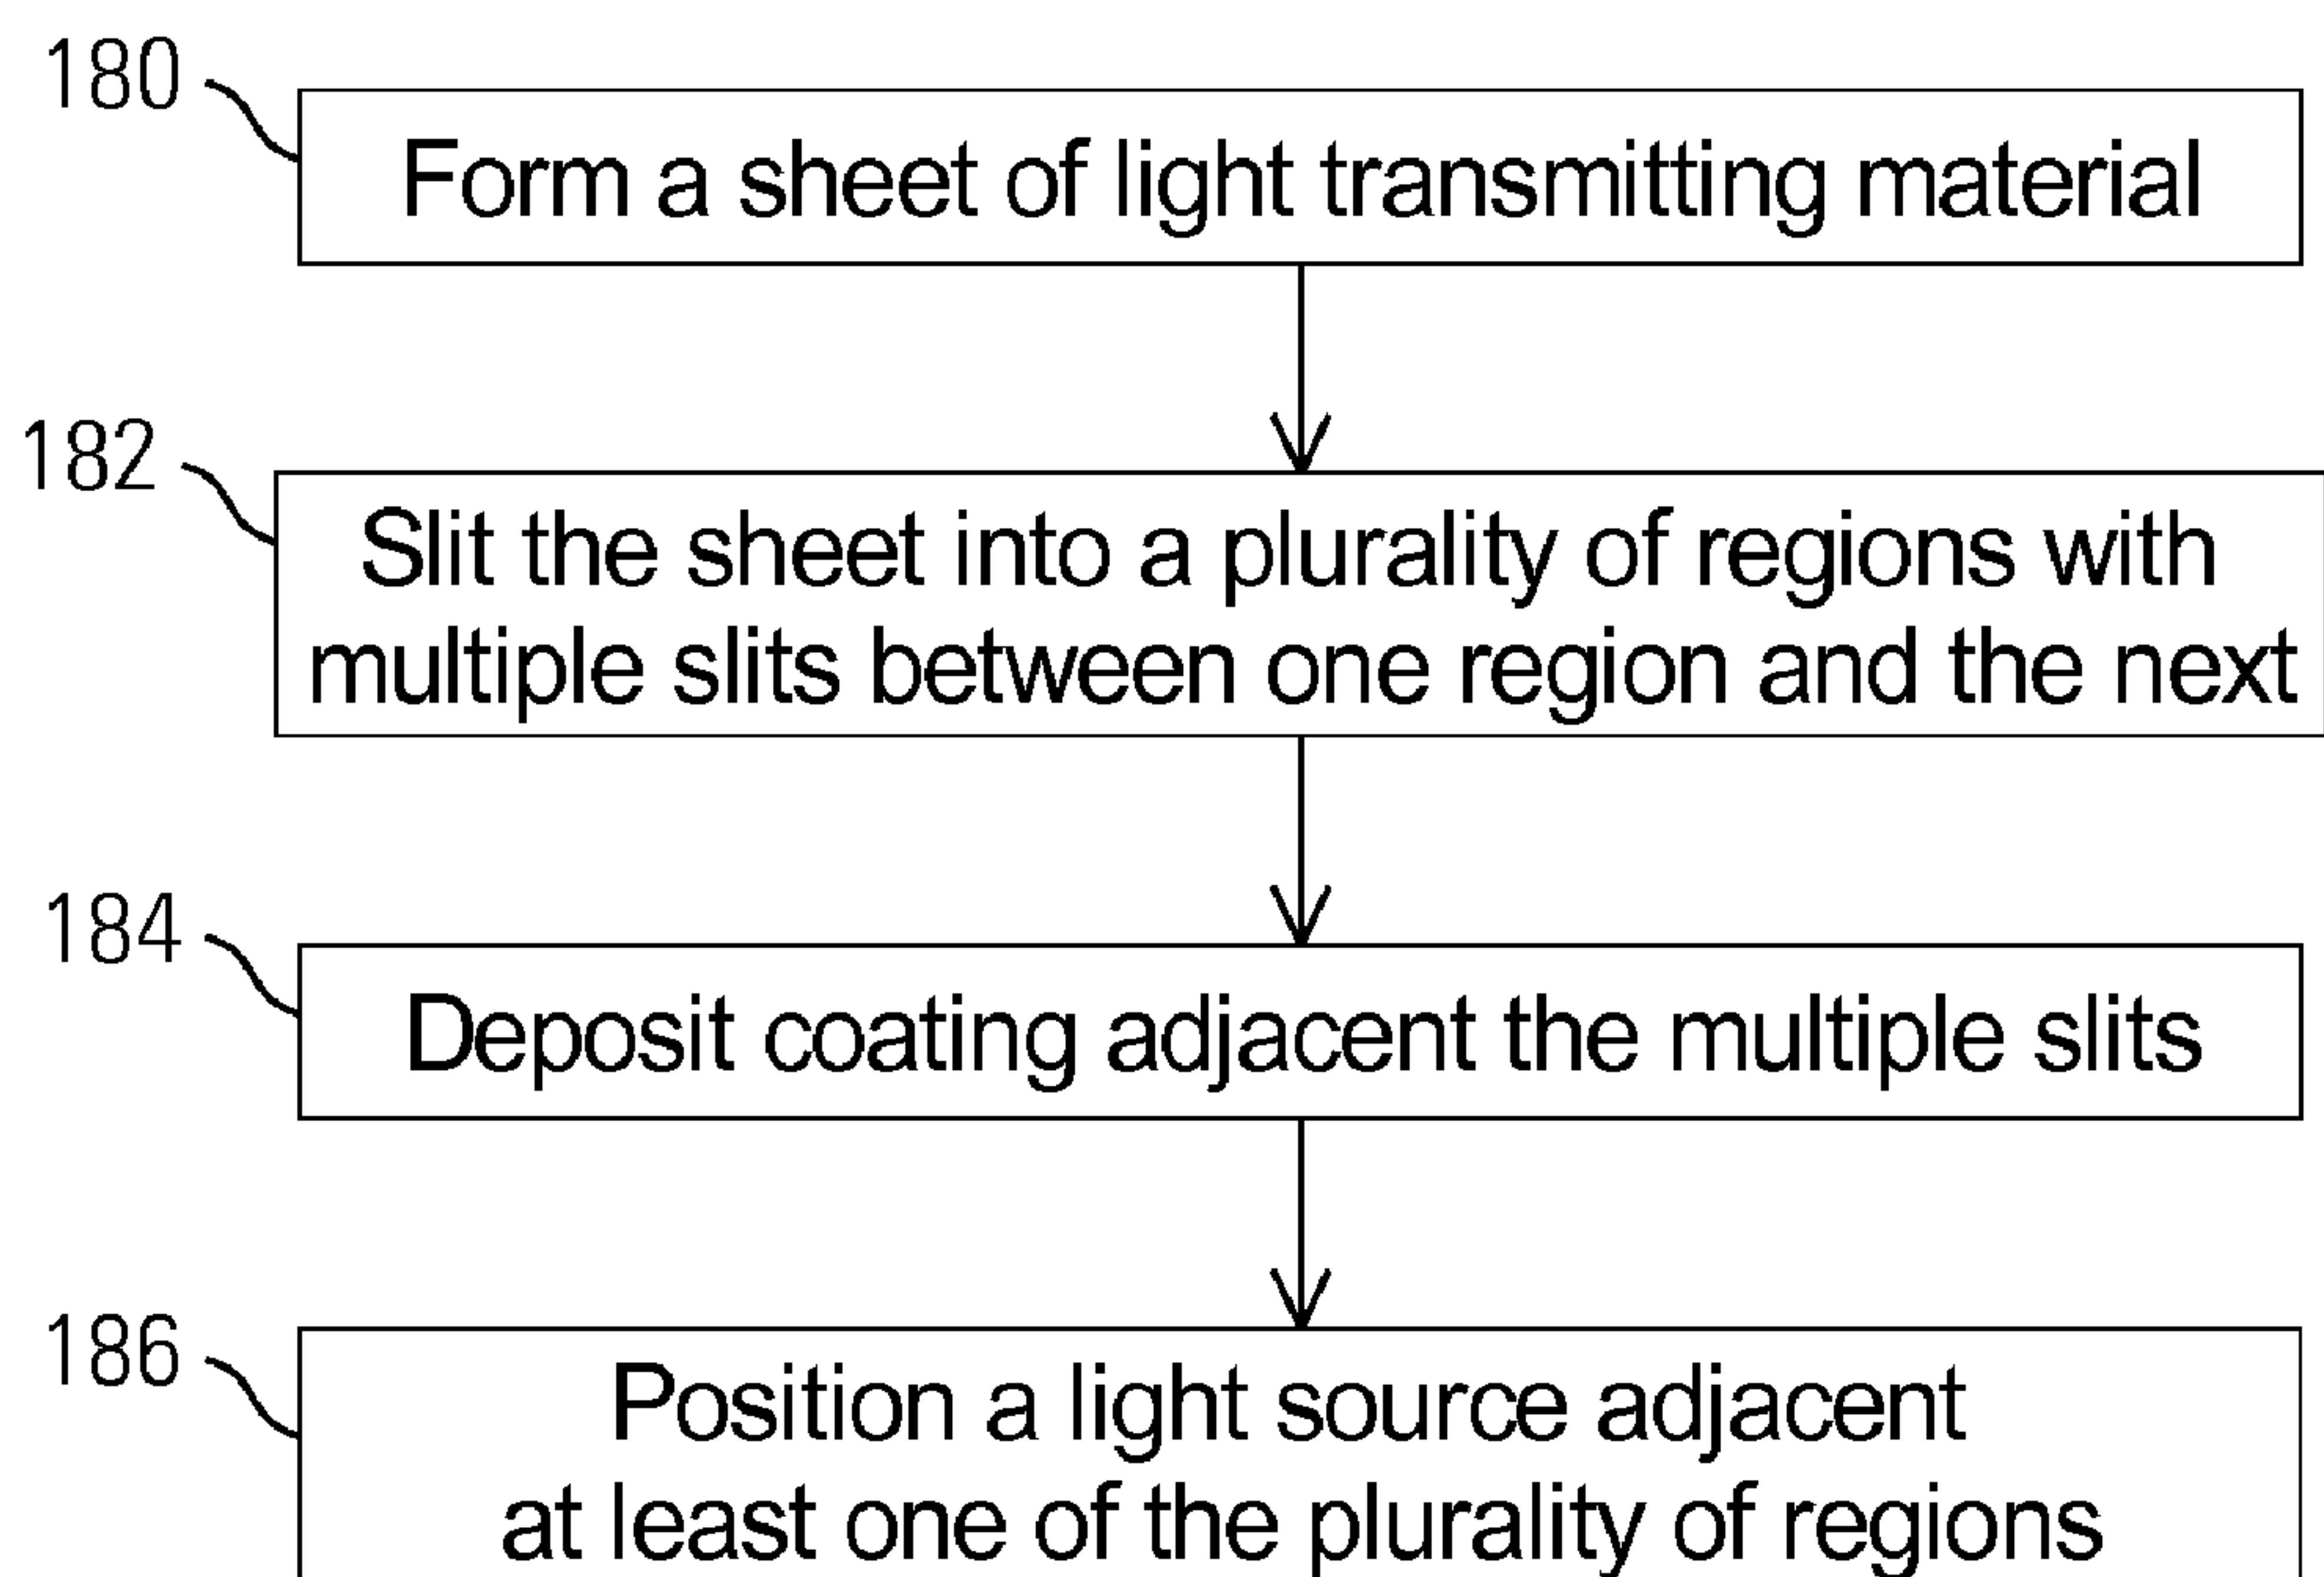 180
Form a sheet of light transmitting material
182
Slit the sheet into a plurality of regions with
multiple slits between one region and the next
184
Deposit coating adjacent the multiple slits
186
Position a light source adjacent
at least one of the plurality of regions